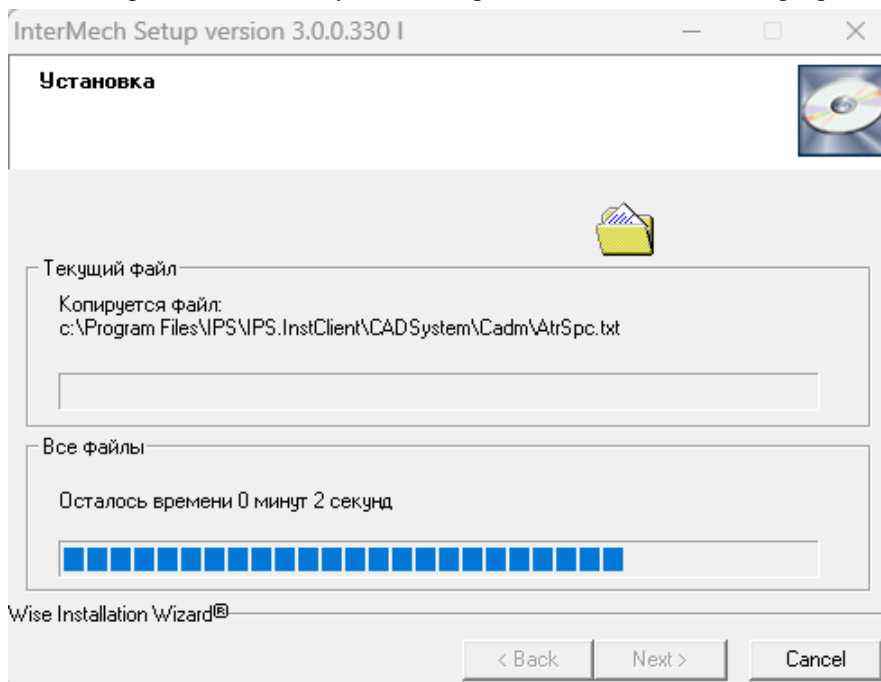 InterMech Setup version 3.0.0.330 I
Установка
Текущий файл
Копируется файл:
c:\Program Files\IPS\IPS.InstClient\CADSystem\Cadm\AtrSpc.txt
Все файлы
Осталось времени 0 минут 2 секунд
Wise Installation Wizard®
< Back
Next >
Cancel